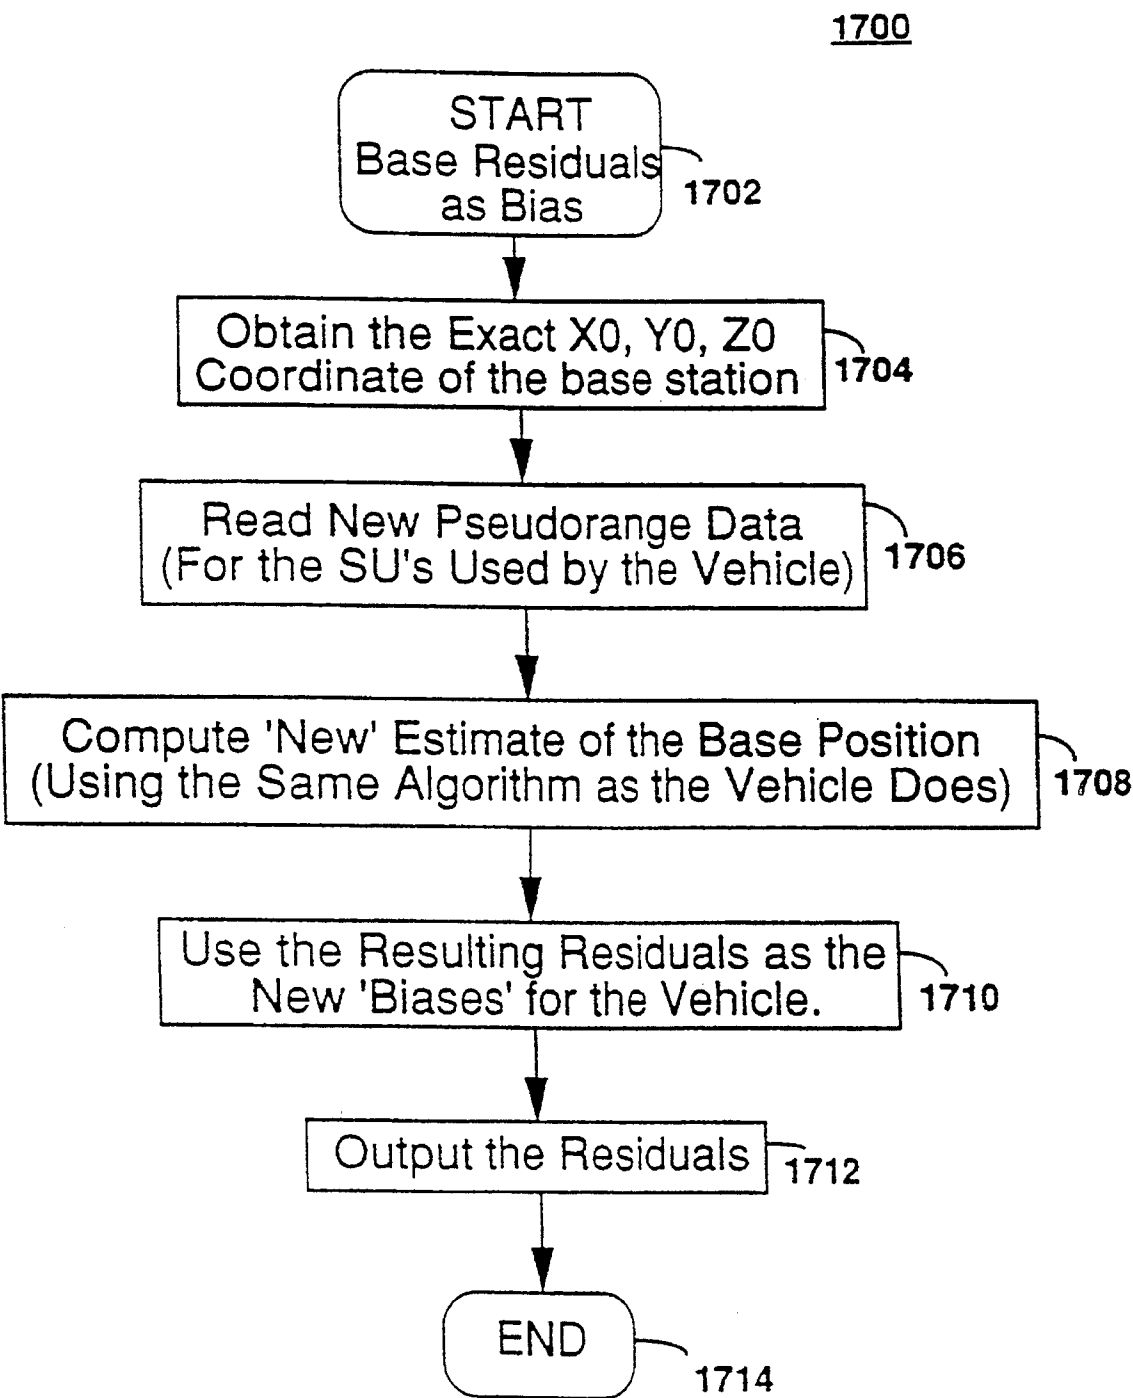 1700
START
Base Residuals
as Bias
1702
Obtain the Exact X0, Y0, Z0
Coordinate of the base station
1704
Read New Pseudorange Data
(For the SU's Used by the Vehicle)
1706
Compute 'New' Estimate of the Base Position
(Using the Same Algorithm as the Vehicle Does)
1708
Use the Resulting Residuals as the
New 'Biases' for the Vehicle.
1710
Output the Residuals
1712
END
1714